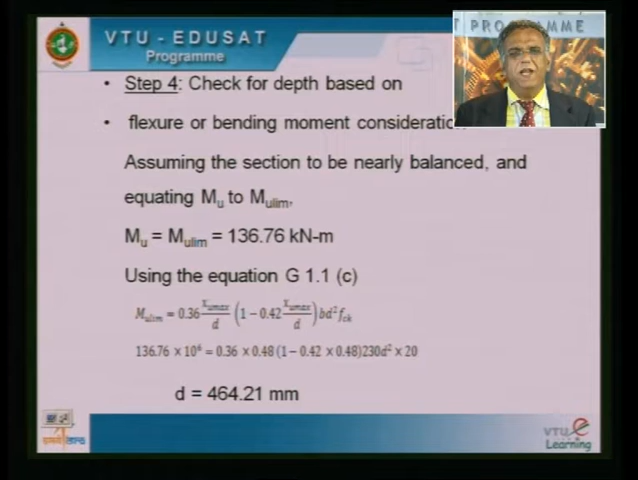 VTU - EDUSAT
Programme
T PROGRAMME
• Step 4: Check for depth based on
• flexure or bending moment
Assuming the section to be nearly balanced, and
equating Mu to Mulim,
Mu = Mulim = 136.76 kN-m
Using the equation G 1.1 (c)
Mulim = 0.36 xumax/d (1 − 0.42 xumax/d) bd² fck
136.76 × 10⁶ = 0.36 × 0.48 (1 − 0.42 × 0.48)230d² × 20
d = 464.21 mm
VTU e
Learning